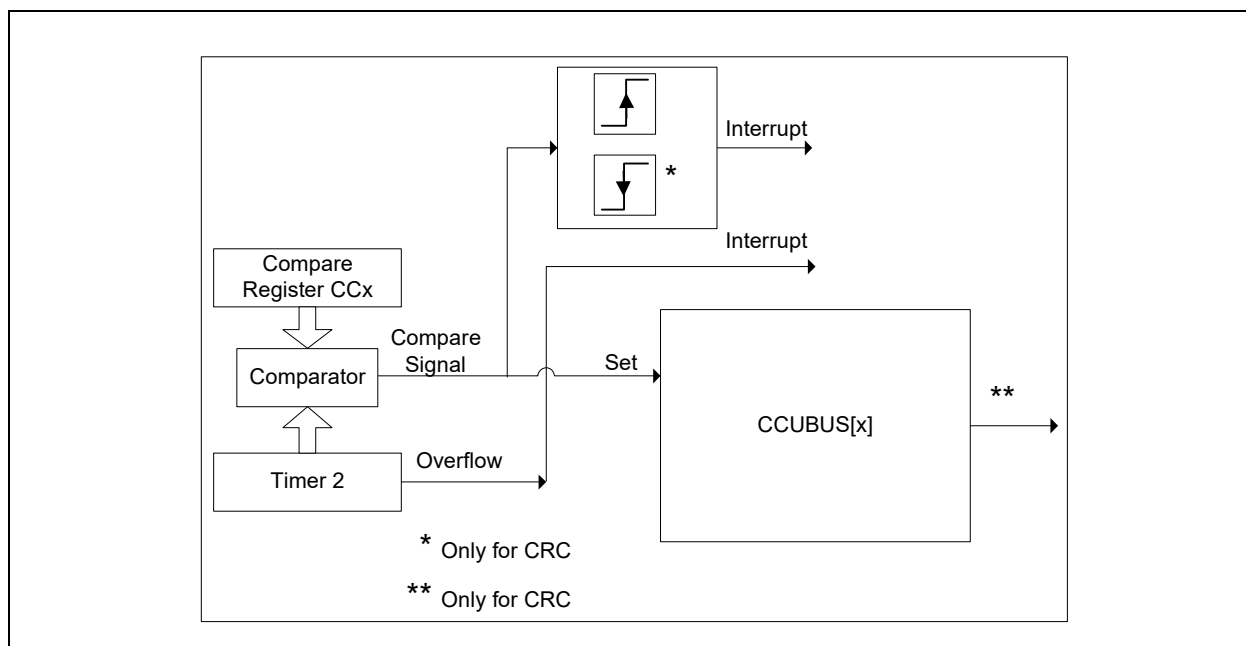 *
Interrupt
Interrupt
Compare
Register CCx
Compare
Signal
Comparator
Set
**
CCUBUS[x]
Overflow
Timer 2
* Only for CRC
** Only for CRC